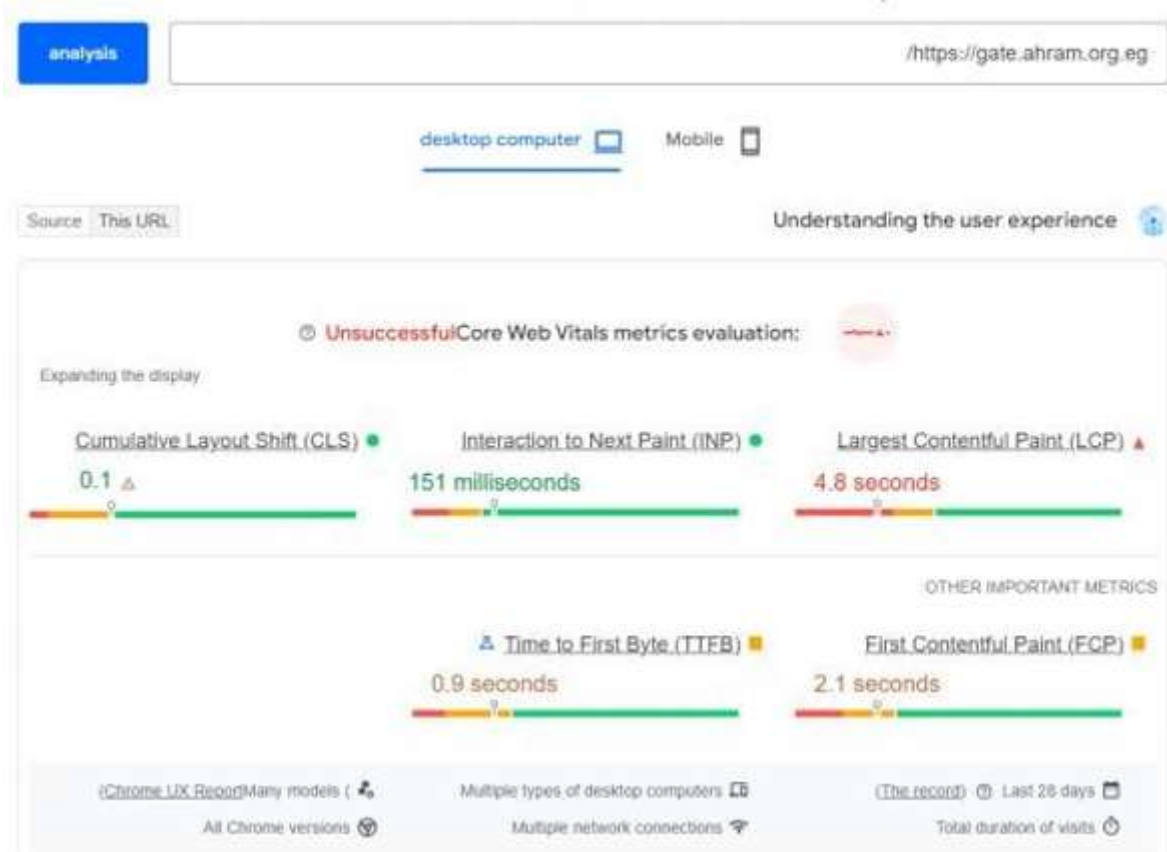 analysis
/https://gate.ahram.org.eg
desktop computer
Mobile
Source This URL
Understanding the user experience
UnsuccessfulCore Web Vitals metrics evaluation:
Expanding the display
Cumulative Layout Shift (CLS)
0.1
Interaction to Next Paint (INP)
151 milliseconds
Largest Contentful Paint (LCP)
4.8 seconds
OTHER IMPORTANT METRICS
Time to First Byte (TTFB)
0.9 seconds
First Contentful Paint (FCP)
2.1 seconds
(Chrome UX ReportMany models (
Multiple types of desktop computers
(The record) Last 28 days
All Chrome versions
Multiple network connections
Total duration of visits